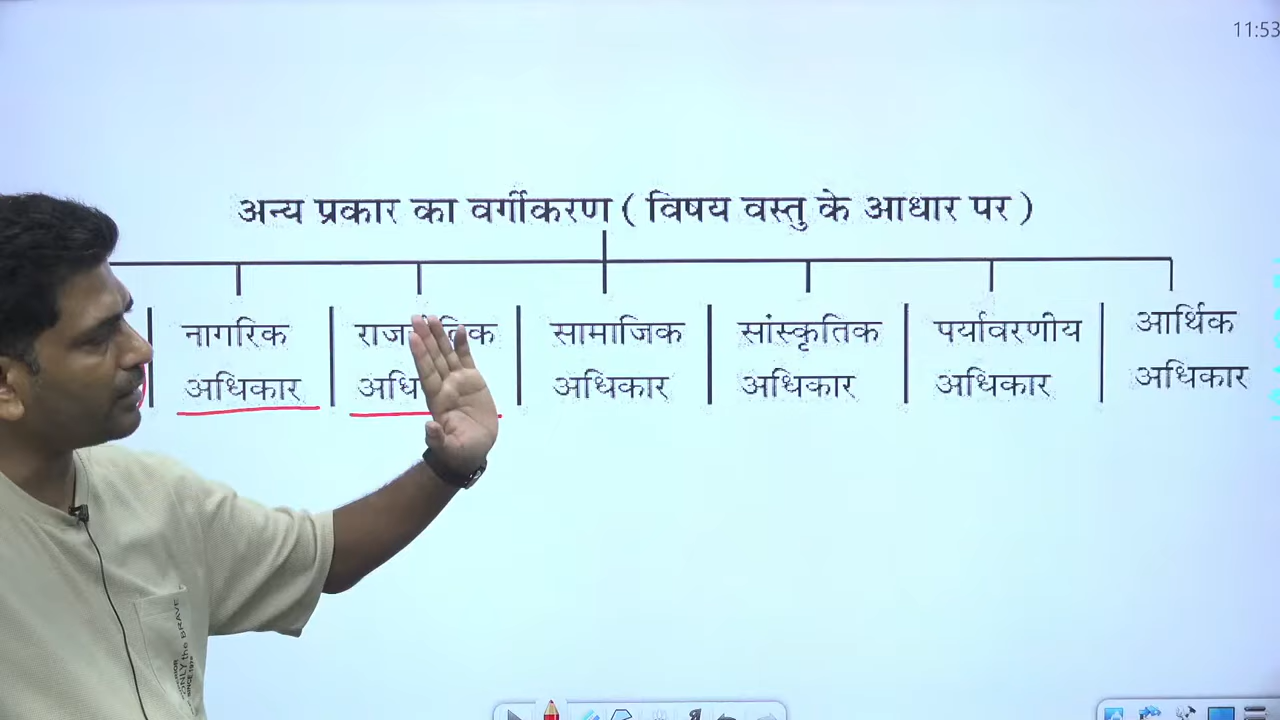 11:53
अन्य प्रकार का वर्गीकरण ( विषय वस्तु के आधार पर )
नागरिक
अधिकार
सामाजिक
अधिकार
सांस्कृतिक
अधिकार
पर्यावरणीय
अधिकार
आर्थिक
अधिकार